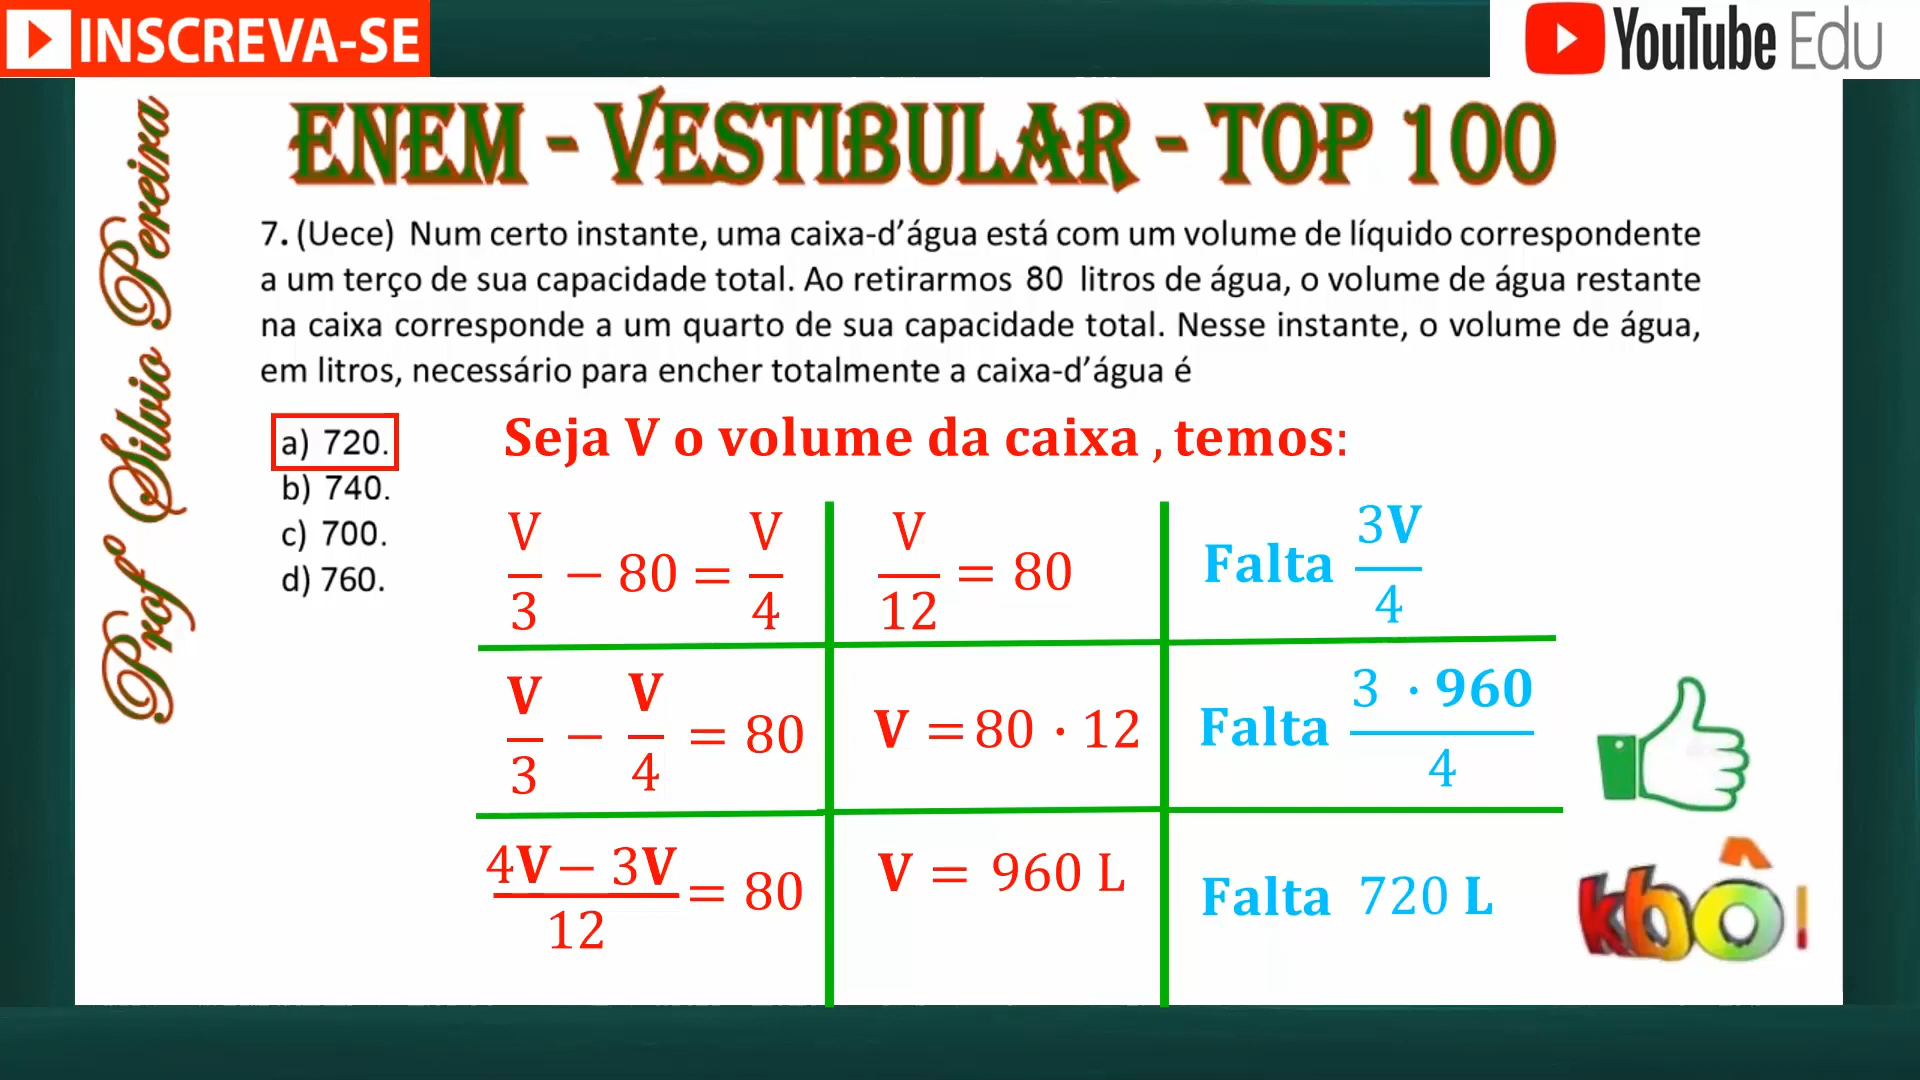 INSCREVA-SE
YouTube Edu
ENEM - VESTIBULAR - TOP 100
Profº Silvio Pereira
7. (Uece) Num certo instante, uma caixa-d’água está com um volume de líquido correspondente
a um terço de sua capacidade total. Ao retirarmos 80 litros de água, o volume de água restante
na caixa corresponde a um quarto de sua capacidade total. Nesse instante, o volume de água,
em litros, necessário para encher totalmente a caixa-d’água é
a) 720.
b) 740.
c) 700.
d) 760.
Seja V o volume da caixa , temos:
V/3 − 80 = V/4
V/3 − V/4 = 80
4V − 3V/12 = 80
V/12 = 80
V = 80 · 12
V = 960 L
Falta 3V/4
Falta 3 · 960/4
Falta 720 L
kbô!